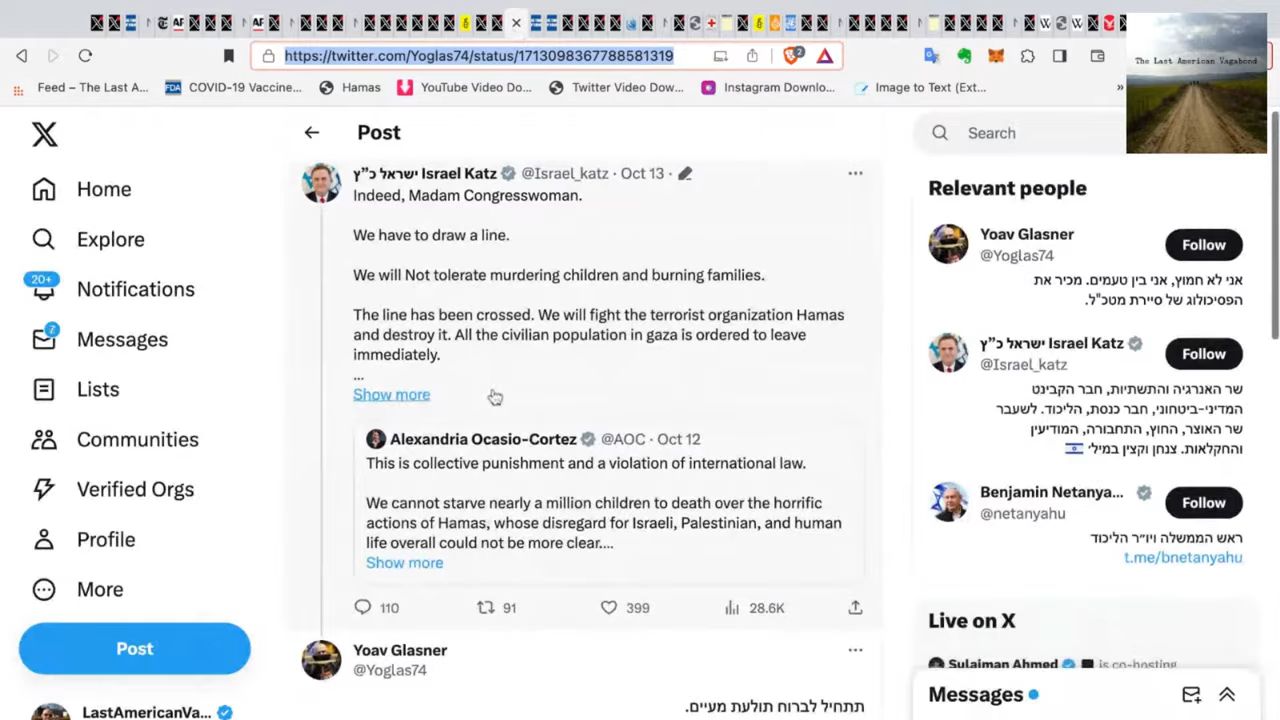 https://twitter.com/Yoglas74/status/1713098367788581319
2
Feed – The Last A...
FDA COVID-19 Vaccine...
Hamas
YouTube Video Do...
Twitter Video Dow...
Instagram Downlo...
Image to Text (Ext...
»
The Last American Vagabond
Home
Explore
20+
Notifications
7
Messages
Lists
Communities
Verified Orgs
Profile
More
Post
LastAmericanVa...
Post
ישראל כ”ץ Israel Katz @Israel_katz · Oct 13 ·
Indeed, Madam Congresswoman.
We have to draw a line.
We will Not tolerate murdering children and burning families.
The line has been crossed. We will fight the terrorist organization Hamas
and destroy it. All the civilian population in gaza is ordered to leave
immediately.
...
Show more
Alexandria Ocasio-Cortez @AOC · Oct 12
This is collective punishment and a violation of international law.
We cannot starve nearly a million children to death over the horrific
actions of Hamas, whose disregard for Israeli, Palestinian, and human
life overall could not be more clear....
Show more
110 91 399 28.6K
Yoav Glasner
@Yoglas74
תתחיל לברוח תולעת מעיים.
Search
Relevant people
Yoav Glasner
@Yoglas74
Follow
אני לא חמוץ, אני בין טעמים. מכיר את
הפסיכולוג של סיירת מטכ"ל.
ישראל כ”ץ Israel Katz
@Israel_katz
Follow
שר האנרגיה והתשתיות, חבר הקבינט
המדיני-ביטחוני, חבר כנסת, הליכוד. לשעבר
שר האוצר, החוץ, התחבורה, המודיעין
והחקלאות. צנחן וקצין במיל׳
Benjamin Netanya...
@netanyahu
Follow
ראש הממשלה ויו״ר הליכוד
t.me/bnetanyahu
Live on X
Sulaiman Ahmed is co-hosting
Messages